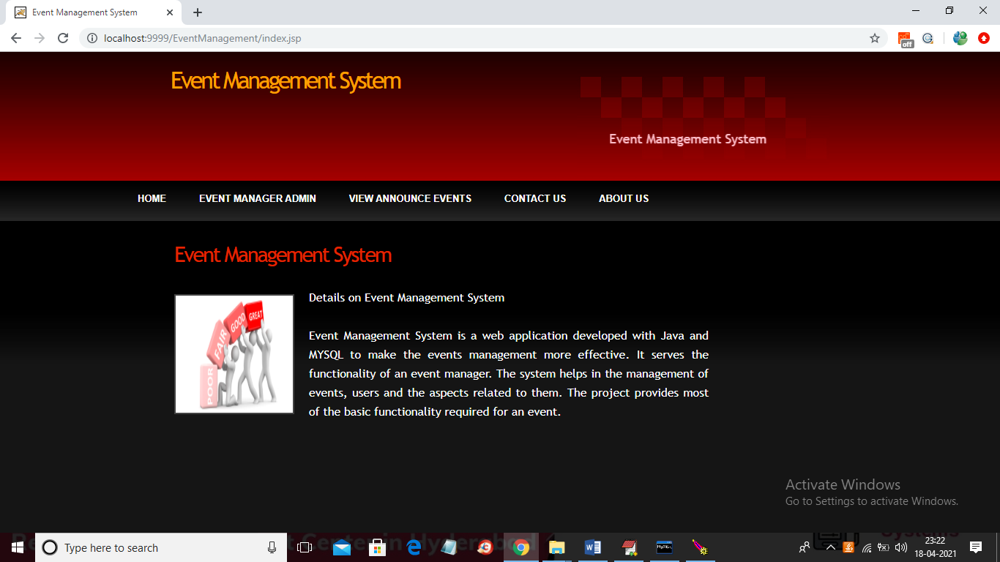 Event Management System
localhost:9999/EventManagement/index.jsp
off
Event Management System
Event Management System
HOME EVENT MANAGER ADMIN VIEW ANNOUNCE EVENTS CONTACT US ABOUT US
Event Management System
POOR
FAIR
GOOD
GREAT
Details on Event Management System
Event Management System is a web application developed with Java and
MYSQL to make the events management more effective. It serves the
functionality of an event manager. The system helps in the management of
events, users and the aspects related to them. The project provides most
of the basic functionality required for an event.
Activate Windows
Go to Settings to activate Windows.
Type here to search
MySQL
23:22
18-04-2021